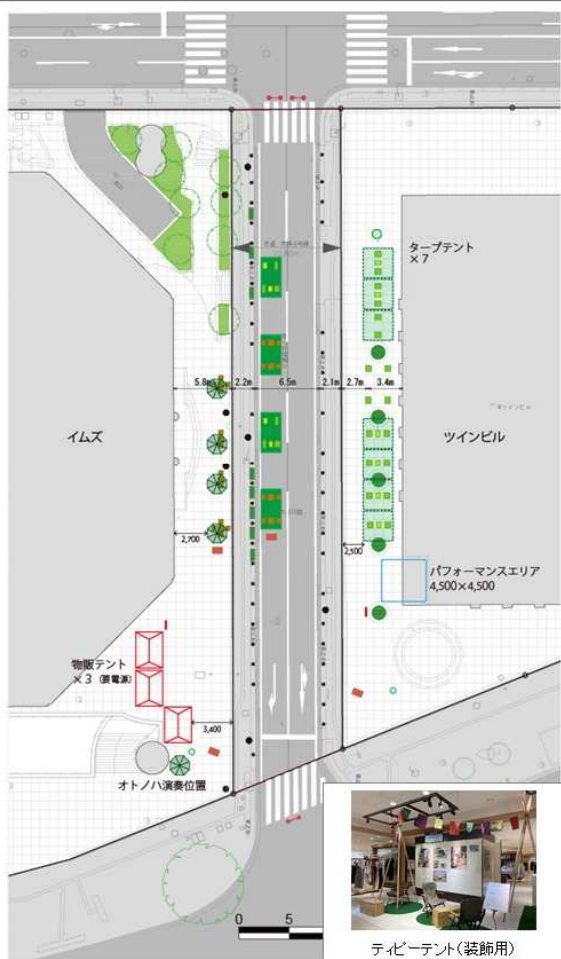 タープテント
×７
5.8m
2.2m
6.5m
2.1m
2.7m
3.4m
イムズ
ツインビル
2,700
2,500
パフォーマンスエリア
4,500×4,500
物販テント
×３（要電源）
3,400
オトノハ演奏位置
0
5
ティピーテント(装飾用)